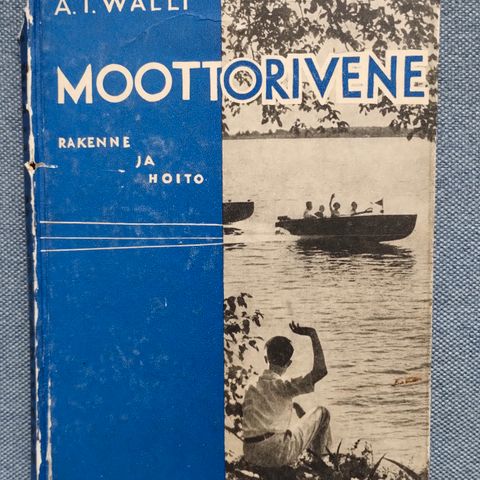 A. I. WALLI
MOOTTORIVENE
RAKENNE
JA
HOITO